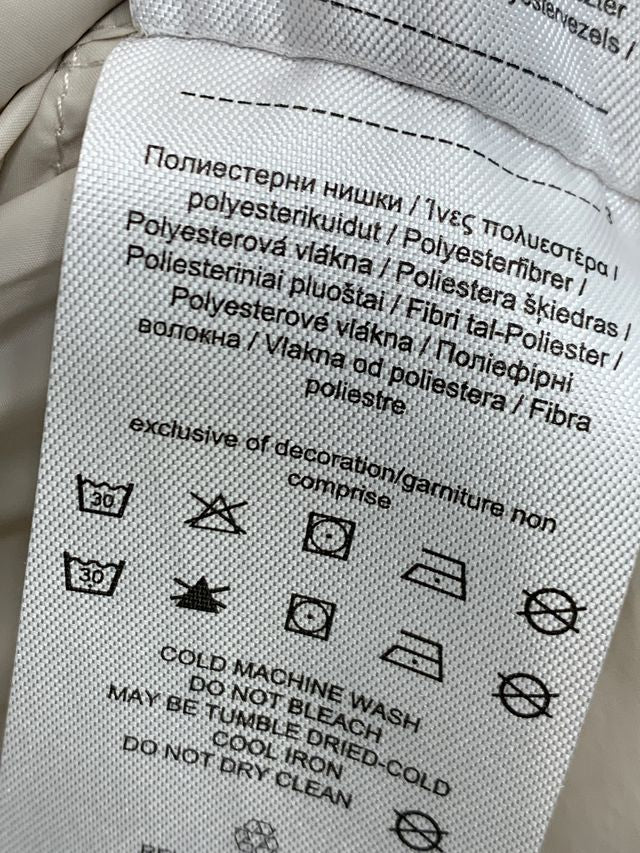 Полиестерни нишки / Ίνες πολυεστέρα /
polyesterikuidut / Polyesterfibrer /
Polyesterová vlákna / Poliestera šķiedras /
Poliesteriniai pluoštai / Fibri tal-Poliester /
Polyesterové vlákna / Поліефірні
волокна / Vlakna od poliestera / Fibra
poliestre
exclusive of decoration/garniture non
comprise
30
30
COLD MACHINE WASH
DO NOT BLEACH
MAY BE TUMBLE DRIED-COLD
COOL IRON
DO NOT DRY CLEAN